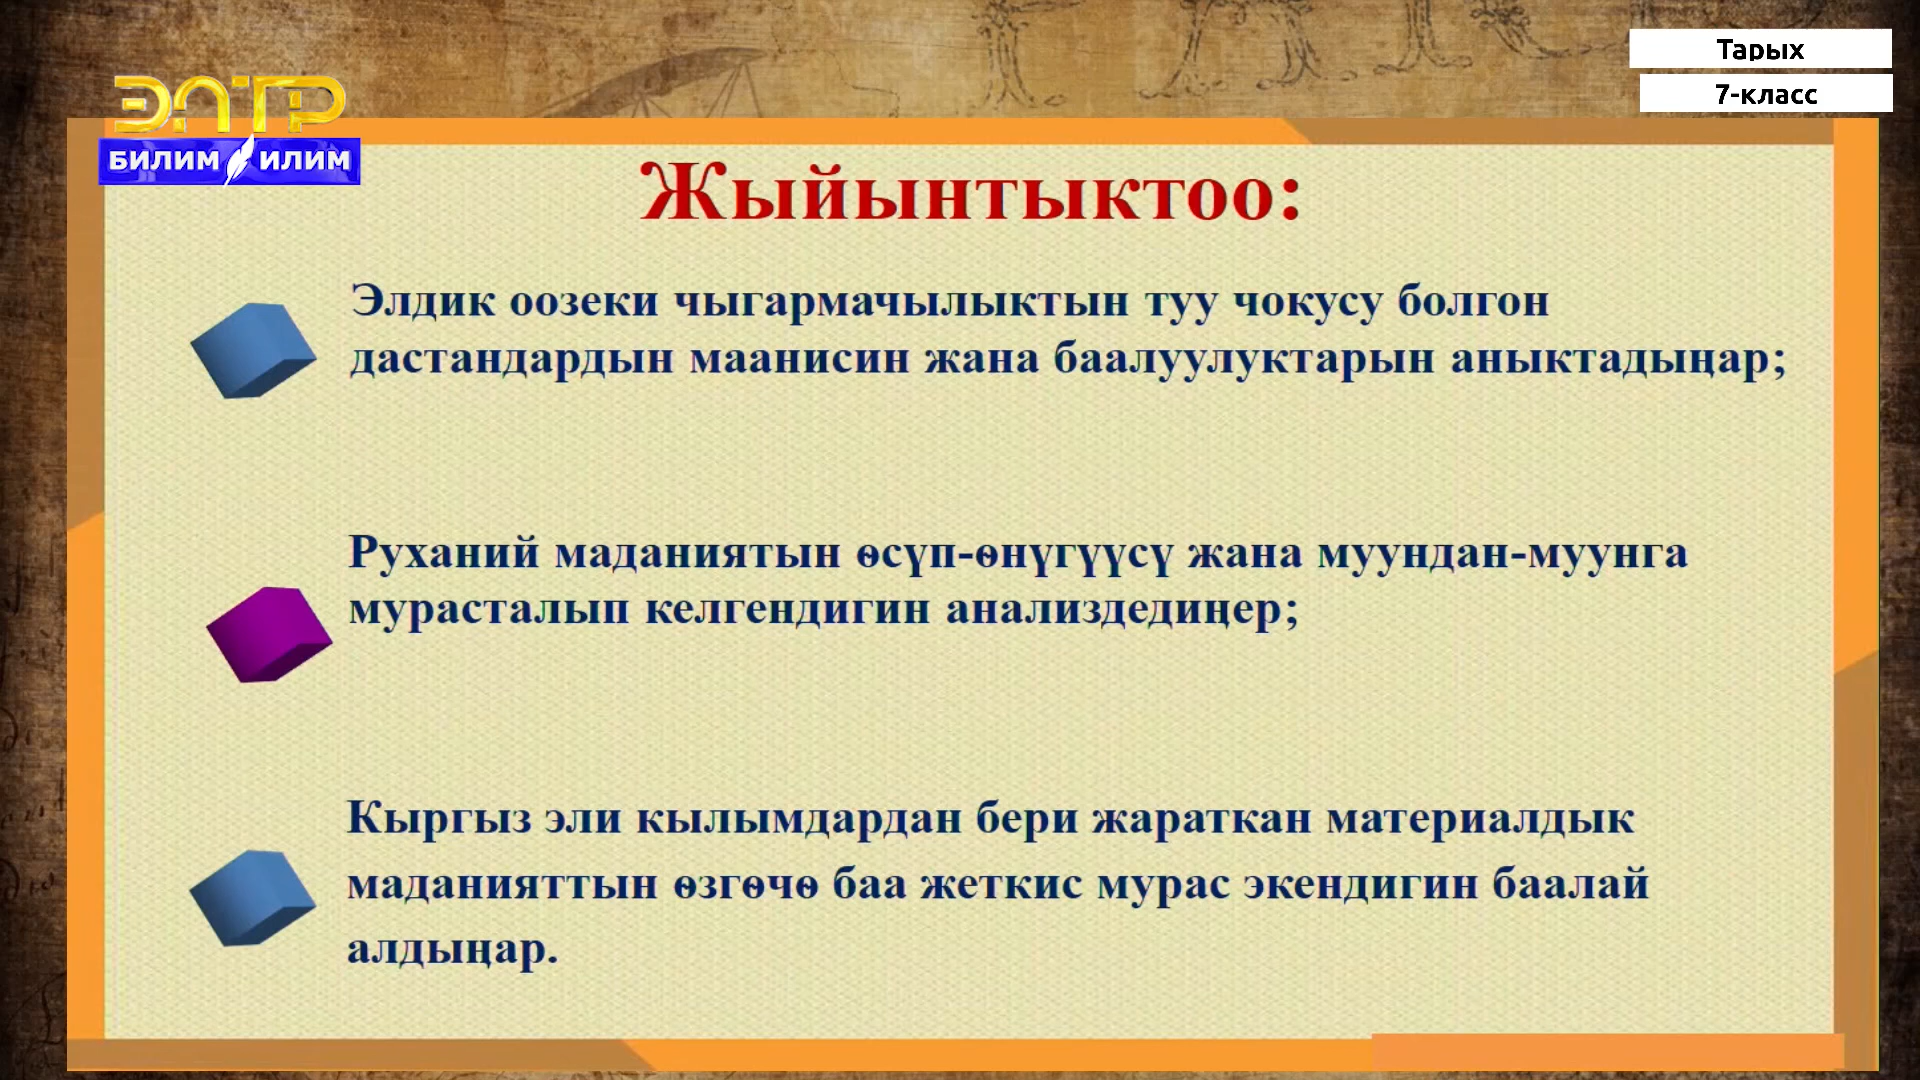 Тарых
7-класс
ЭЛТР
БИЛИМ ИЛИМ
Жыйынтыктоо:
Элдик оозеки чыгармачылыктын туу чокусу болгон
дастандардын маанисин жана баалуулуктарын аныктадыңар;
Руханий маданиятын өсүп-өнүгүүсү жана муундан-муунга
мурасталып келгендигин анализдедиңер;
Кыргыз эли кылымдардан бери жараткан материалдык
маданияттын өзгөчө баа жеткис мурас экендигин баалай
алдыңар.